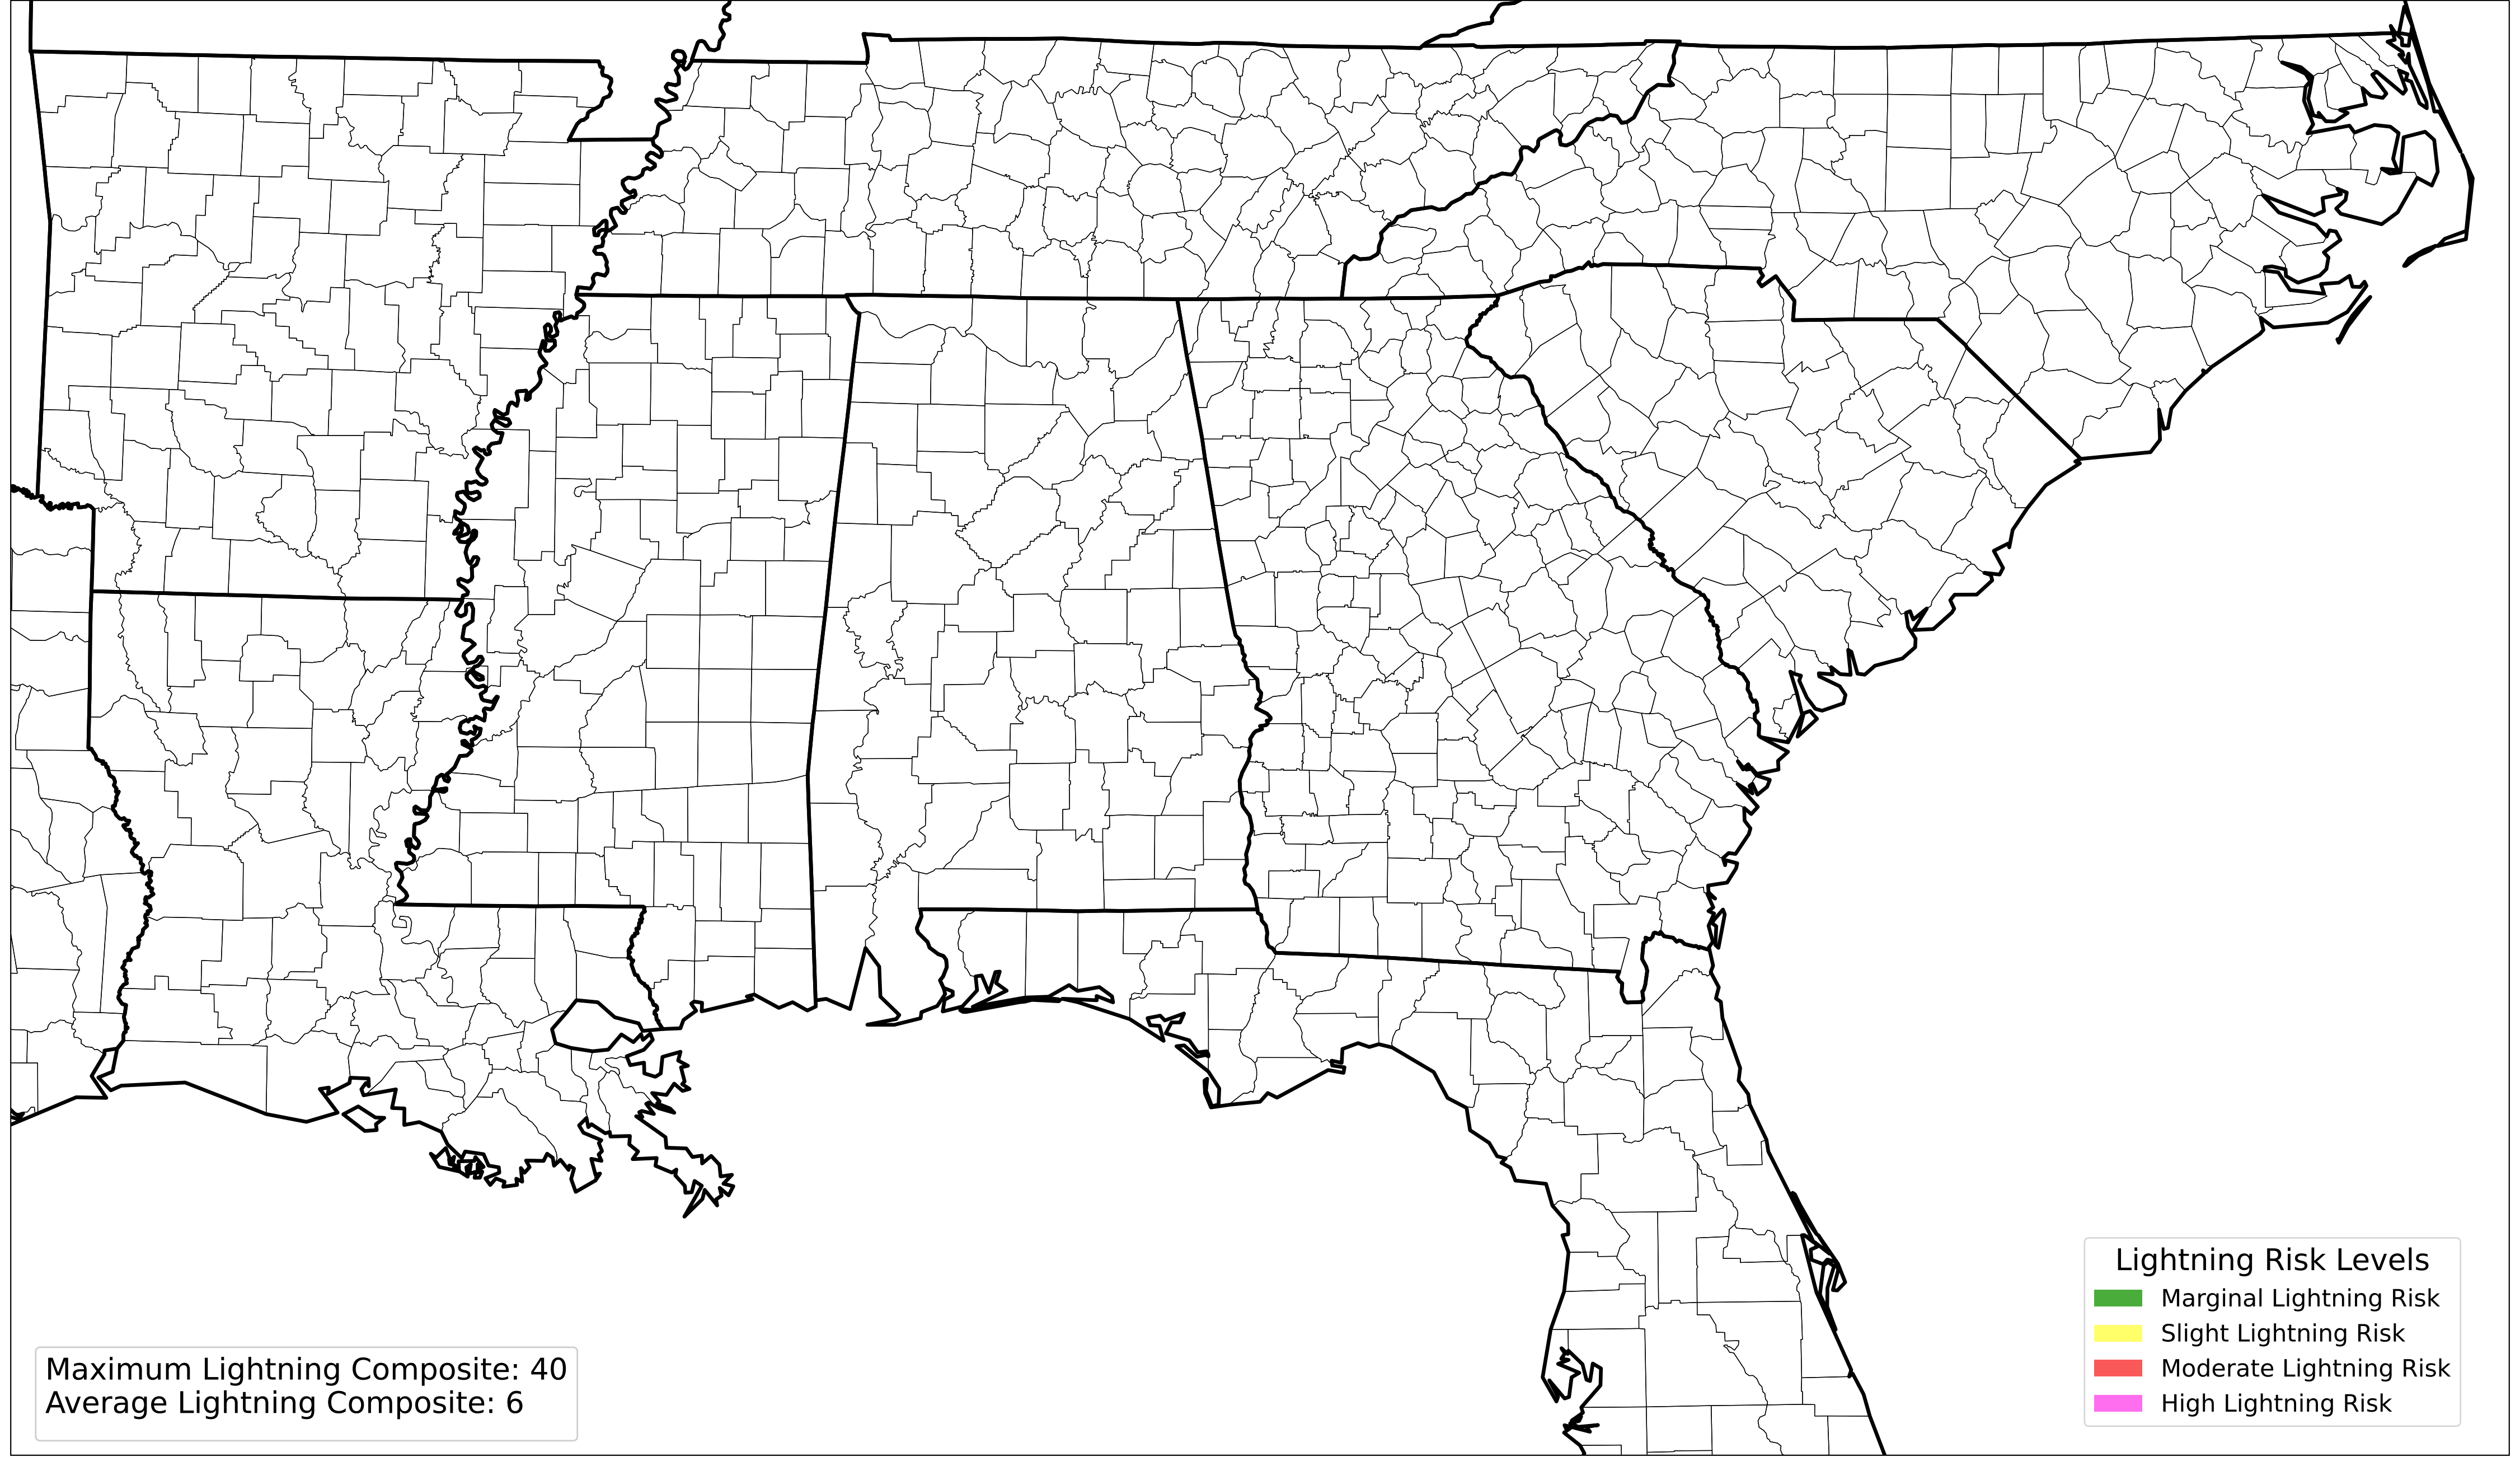 Lightning Risk Levels
Marginal Lightning Risk
Slight Lightning Risk
Moderate Lightning Risk
High Lightning Risk
Maximum Lightning Composite: 40
Average Lightning Composite: 6